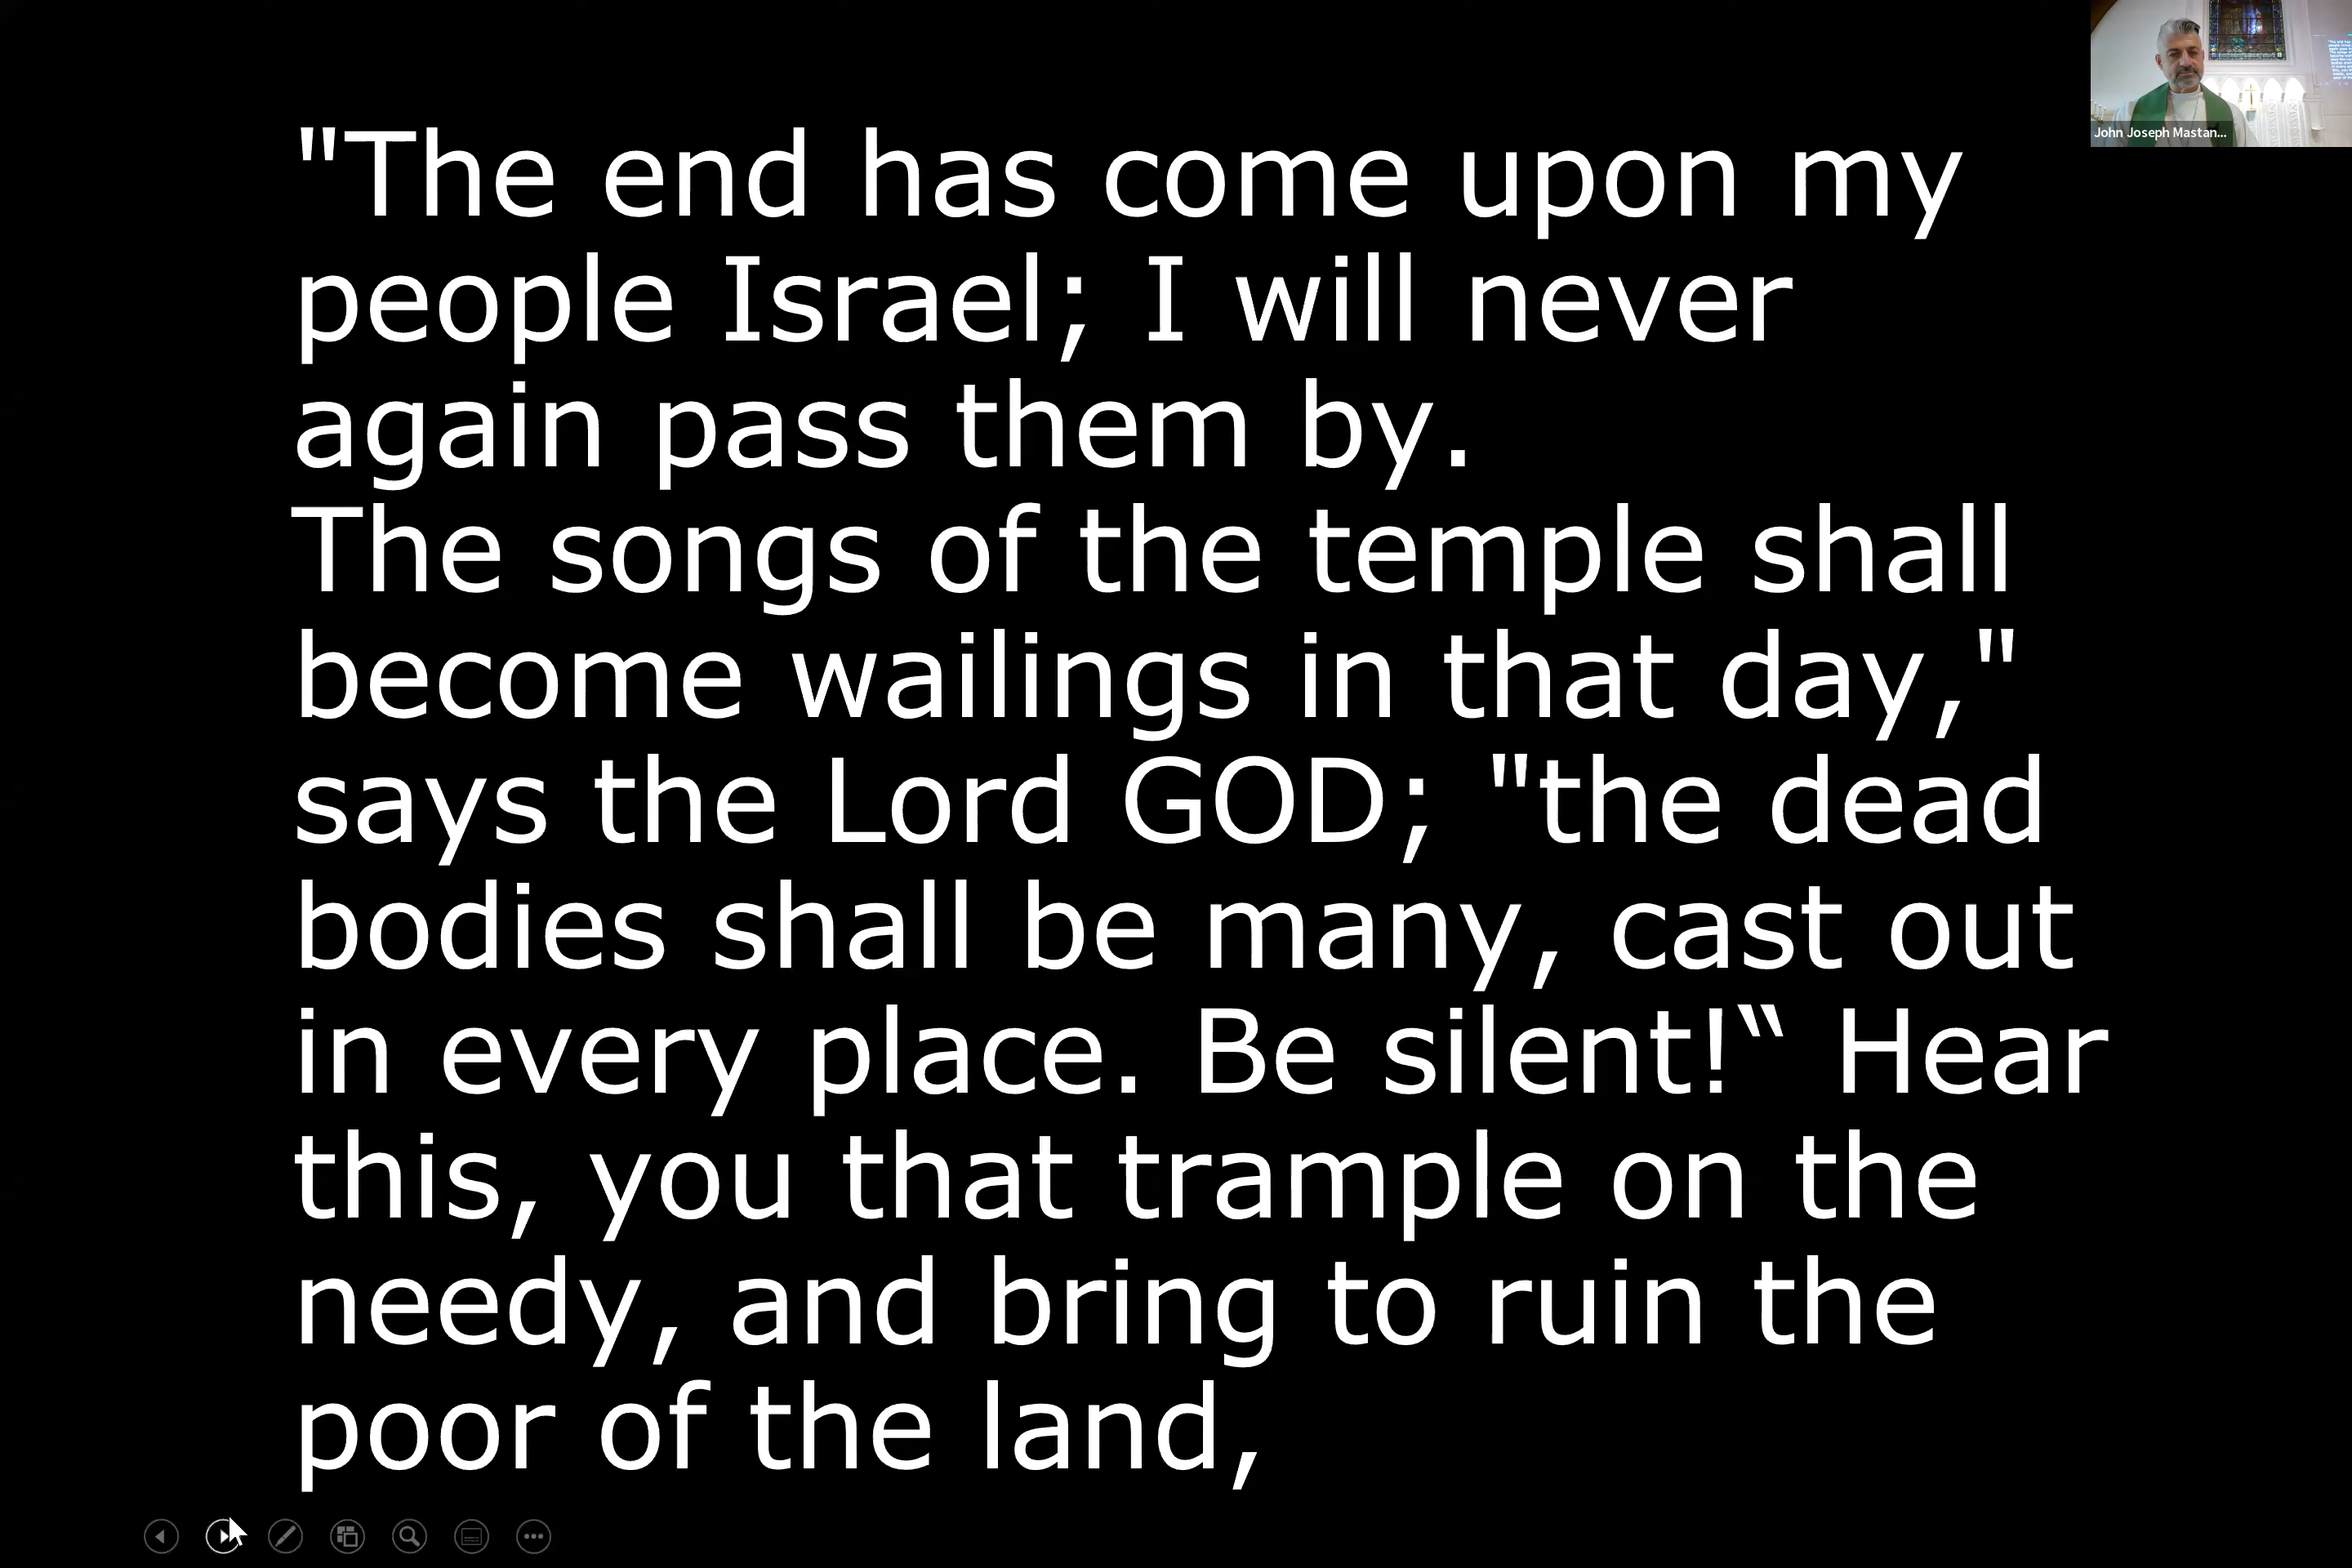 "The end has come upon my
people Israel; I will never
again pass them by.
The songs of the temple shall
become wailings in that day,"
says the Lord GOD; "the dead
bodies shall be many, cast out
in every place. Be silent!“ Hear
this, you that trample on the
needy, and bring to ruin the
poor of the land,
John Joseph Mastan...